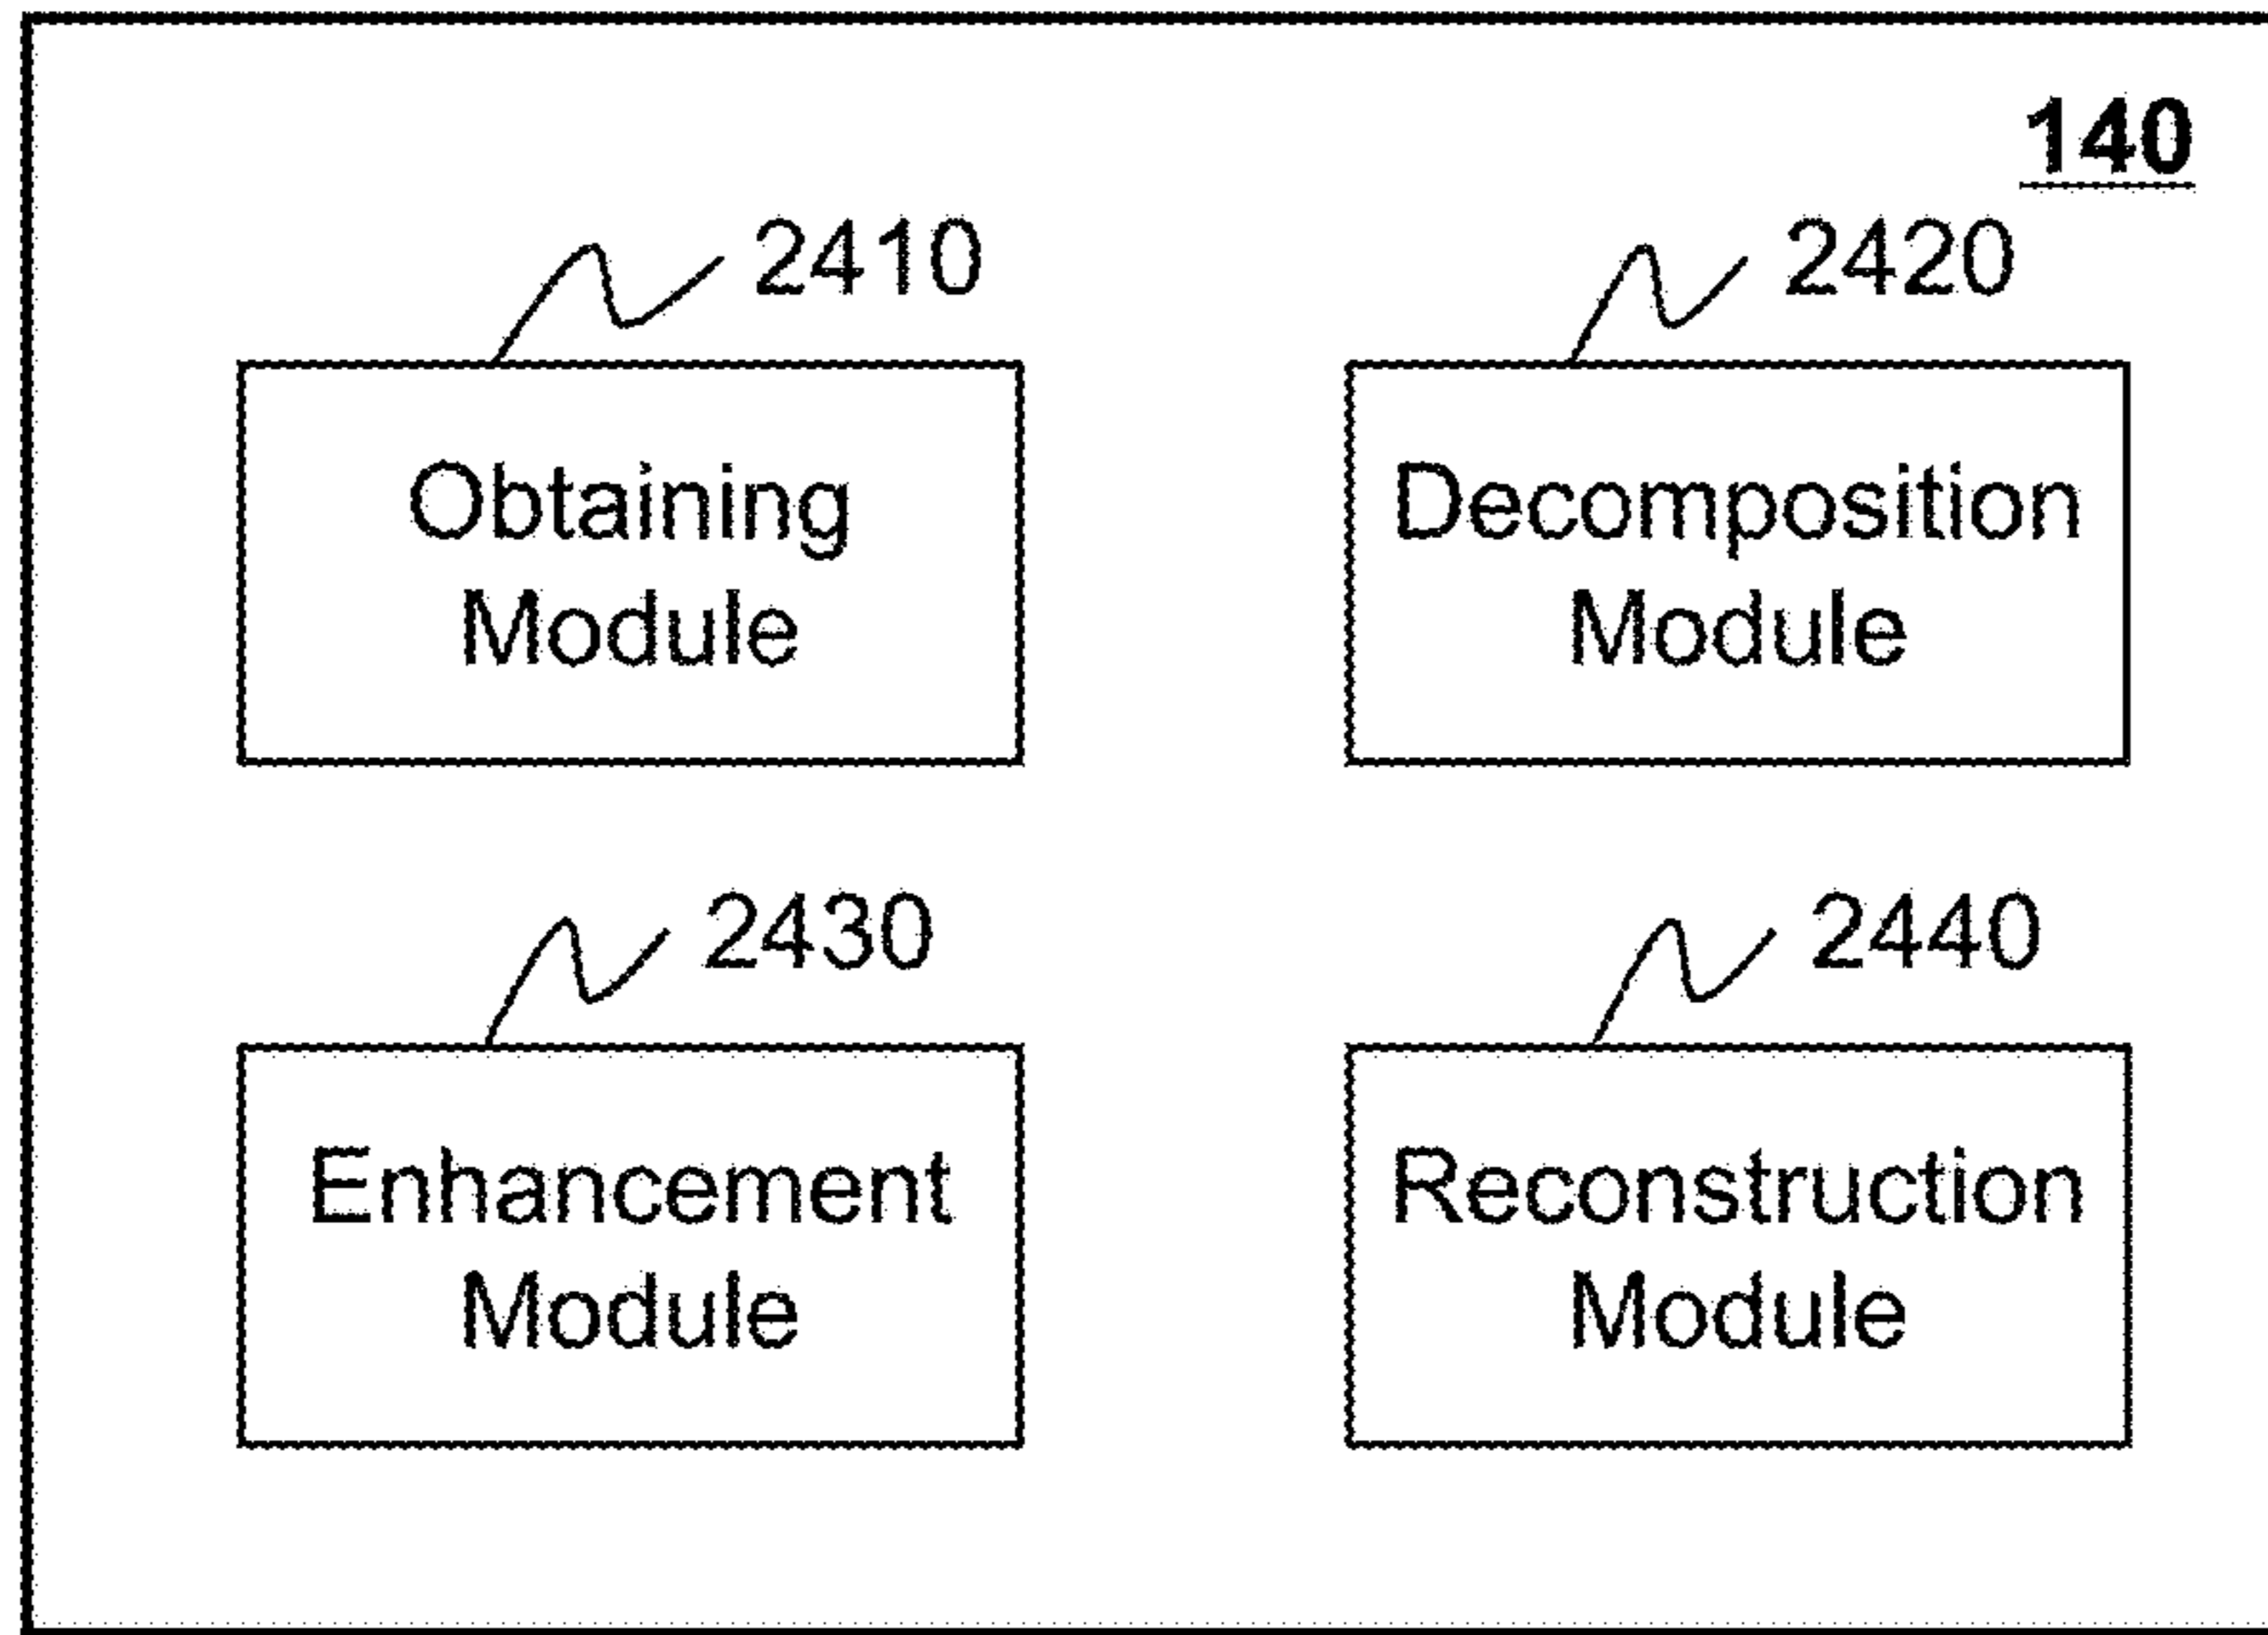 140
2410
2420
Obtaining
Module
Decomposition
Module
2430
2440
Enhancement
Module
Reconstruction
Module